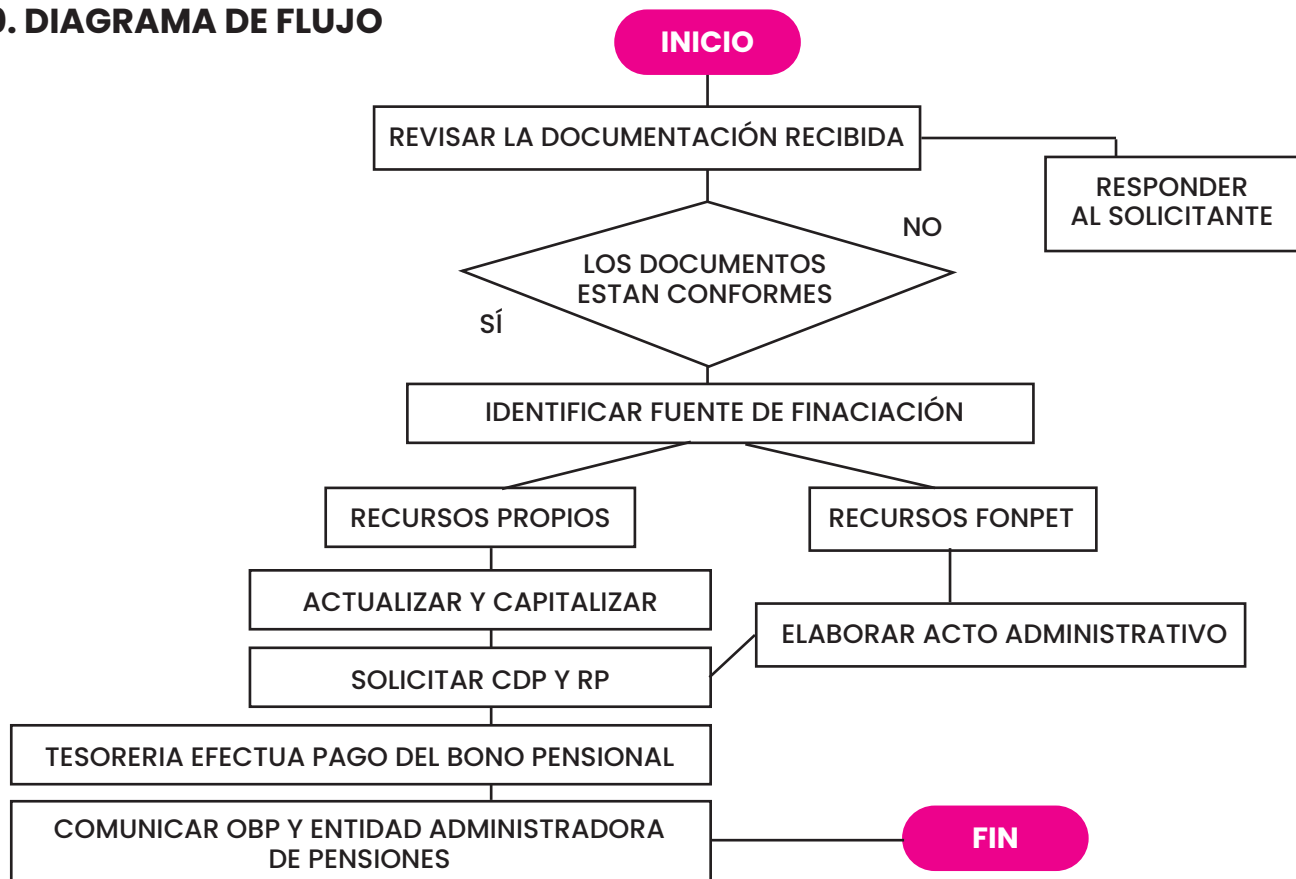 . DIAGRAMA DE FLUJO
INICIO
REVISAR LA DOCUMENTACIÓN RECIBIDA
RESPONDER
AL SOLICITANTE
NO
LOS DOCUMENTOS
ESTAN CONFORMES
SÍ
IDENTIFICAR FUENTE DE FINACIACIÓN
RECURSOS PROPIOS
RECURSOS FONPET
ACTUALIZAR Y CAPITALIZAR
ELABORAR ACTO ADMINISTRATIVO
SOLICITAR CDP Y RP
TESORERIA EFECTUA PAGO DEL BONO PENSIONAL
COMUNICAR OBP Y ENTIDAD ADMINISTRADORA
DE PENSIONES
FIN